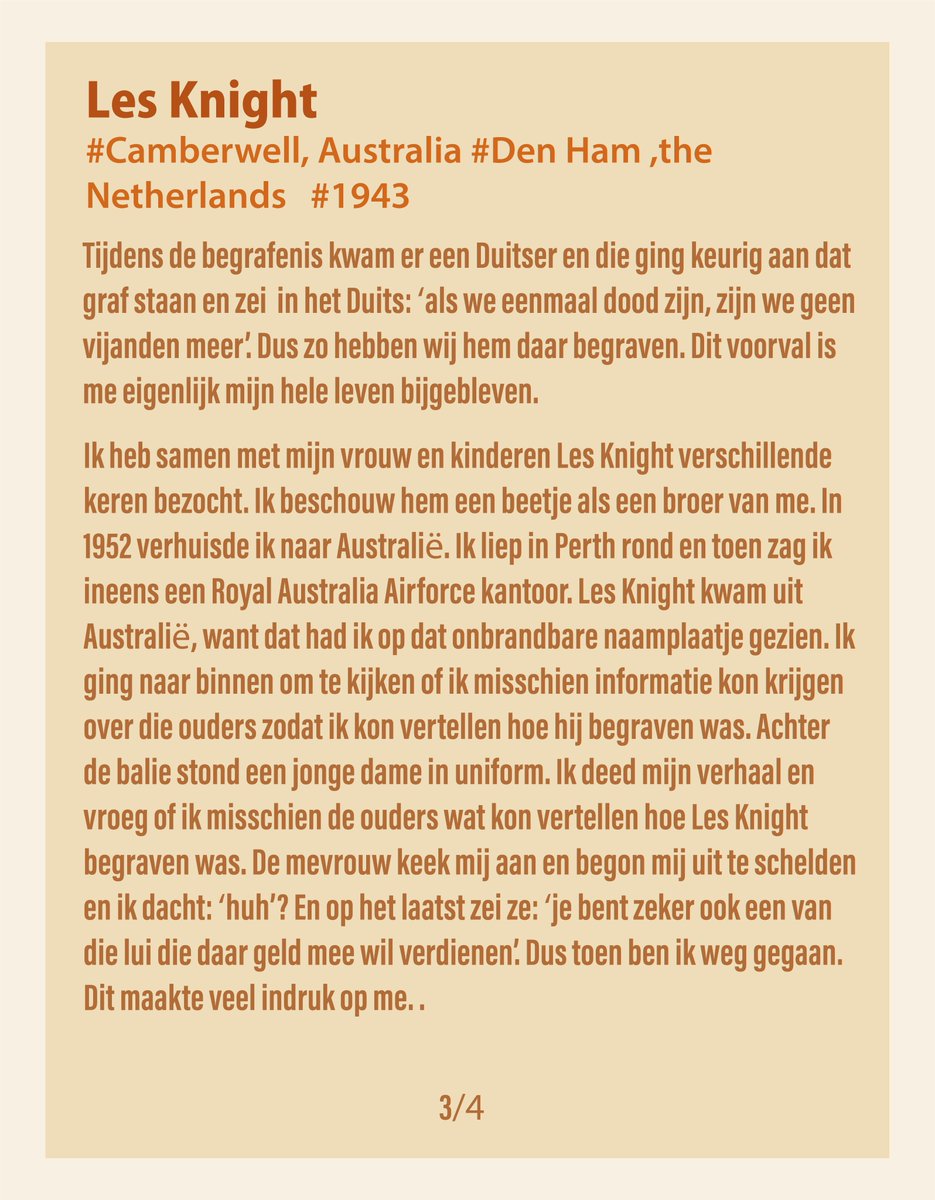 Les Knight
#Camberwell, Australia #Den Ham ,the
Netherlands #1943
Tijdens de begrafenis kwam er een Duitser en die ging keurig aan dat
graf staan en zei in het Duits: ‘als we eenmaal dood zijn, zijn we geen
vijanden meer’. Dus zo hebben wij hem daar begraven. Dit voorval is
me eigenlijk mijn hele leven bijgebleven.
Ik heb samen met mijn vrouw en kinderen Les Knight verschillende
keren bezocht. Ik beschouw hem een beetje als een broer van me. In
1952 verhuisde ik naar Australië. Ik liep in Perth rond en toen zag ik
ineens een Royal Australia Airforce kantoor. Les Knight kwam uit
Australië, want dat had ik op dat onbrandbare naamplaatje gezien. Ik
ging naar binnen om te kijken of ik misschien informatie kon krijgen
over die ouders zodat ik kon vertellen hoe hij begraven was. Achter
de balie stond een jonge dame in uniform. Ik deed mijn verhaal en
vroeg of ik misschien de ouders wat kon vertellen hoe Les Knight
begraven was. De mevrouw keek mij aan en begon mij uit te schelden
en ik dacht: ‘huh’? En op het laatst zei ze: ‘je bent zeker ook een van
die lui die daar geld mee wil verdienen’. Dus toen ben ik weg gegaan.
Dit maakte veel indruk op me. .
3/4